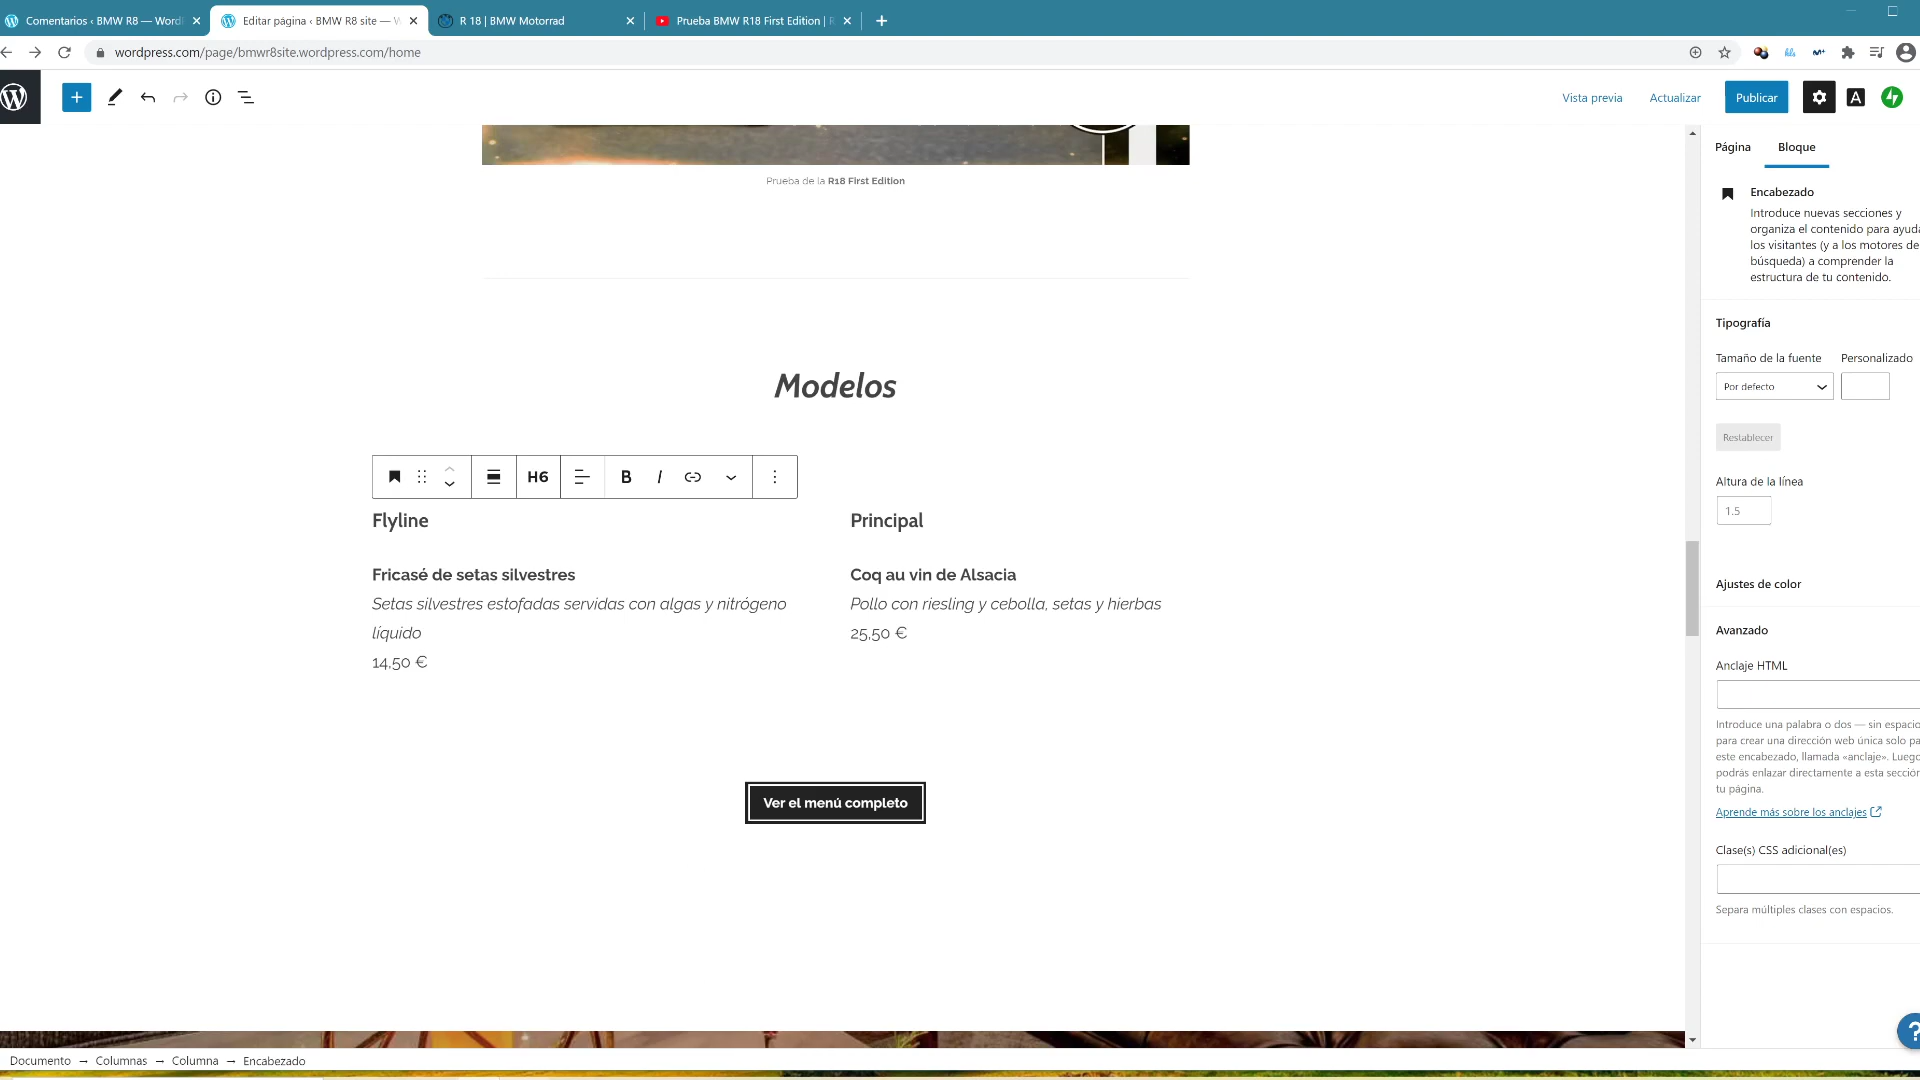 Comentarios ‹ BMW R8 — Word
Editar página ‹ BMW R8 site — W
R 18 | BMW Motorrad
Prueba BMW R18 First Edition | R
wordpress.com/page/bmwr8site.wordpress.com/home
Vista previa
Actualizar
Publicar
Prueba de la R18 First Edition
Modelos
H6
B
I
Flyline
Principal
Fricasé de setas silvestres
Setas silvestres estofadas servidas con algas y nitrógeno
líquido
14,50 €
Coq au vin de Alsacia
Pollo con riesling y cebolla, setas y hierbas
25,50 €
Ver el menú completo
Página
Bloque
Encabezado
Introduce nuevas secciones y
organiza el contenido para ayuda
los visitantes (y a los motores de
búsqueda) a comprender la
estructura de tu contenido.
Tipografía
Tamaño de la fuente
Personalizado
Por defecto
Restablecer
Altura de la línea
1.5
Ajustes de color
Avanzado
Anclaje HTML
Introduce una palabra o dos — sin espacio
para crear una dirección web única solo pa
este encabezado, llamada «anclaje». Luego
podrás enlazar directamente a esta sección
tu página.
Aprende más sobre los anclajes
Clase(s) CSS adicional(es)
Separa múltiples clases con espacios.
Documento → Columnas → Columna → Encabezado